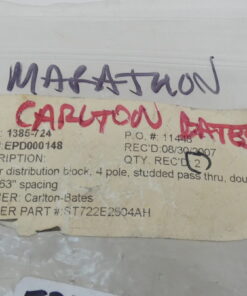 MARATHON
CARLTON BATES
: 1385-724
P.O. #: 11448
#: EPD000148
REC'D: 08/30/2007
RIPTION:
QTY. REC'D: 2
r distribution block, 4 pole, studded pass thru, dou
63" spacing
ER: Carlton-Bates
ER PART #: ST722E2504AH